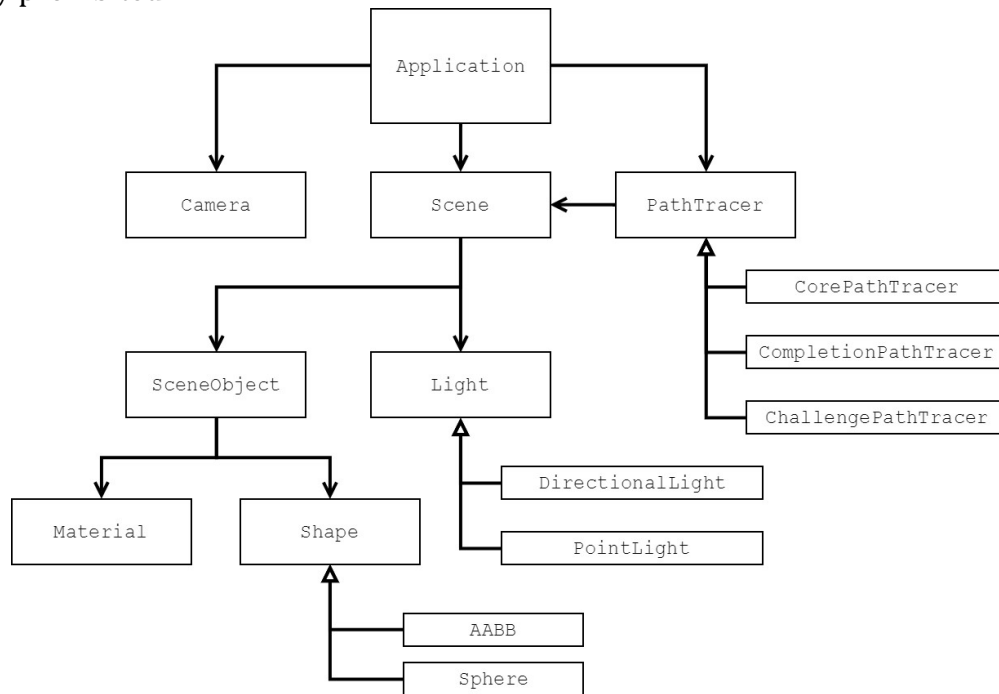 Application
Camera
Scene
PathTracer
CorePathTracer
CompletionPathTracer
ChallengePathTracer
SceneObject
Light
DirectionalLight
PointLight
Material
Shape
AABB
Sphere